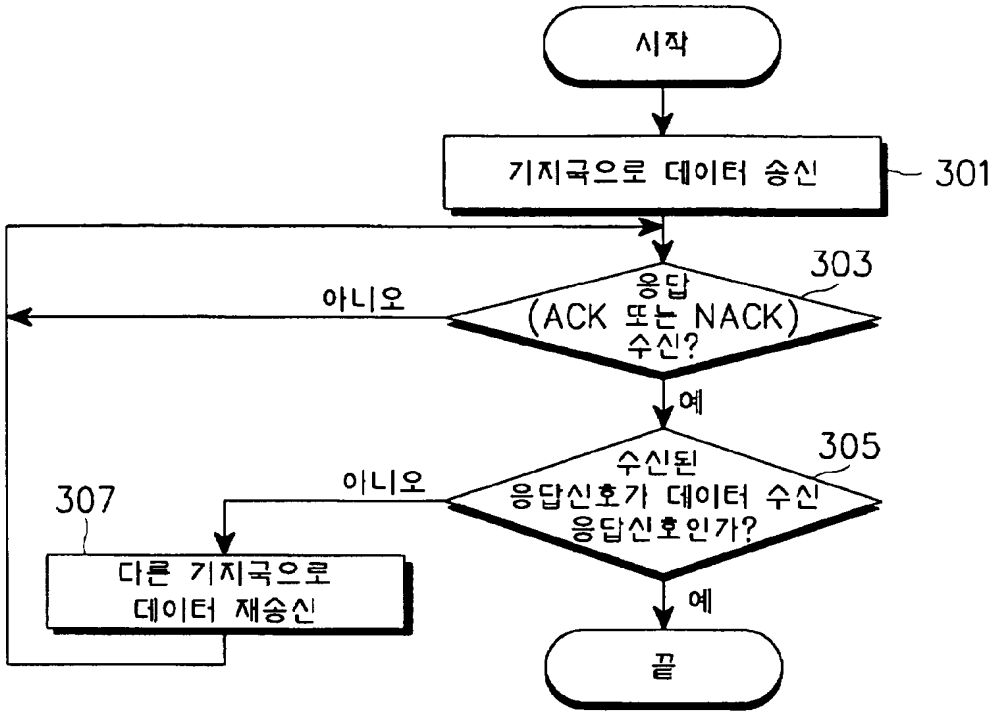 시작
기지국으로 데이터 송신
301
303
응답
(ACK 또는 NACK)
수신?
아니오
예
305
수신된
응답신호가 데이터 수신
응답신호인가?
아니오
307
다른 기지국으로
데이터 재송신
예
끝